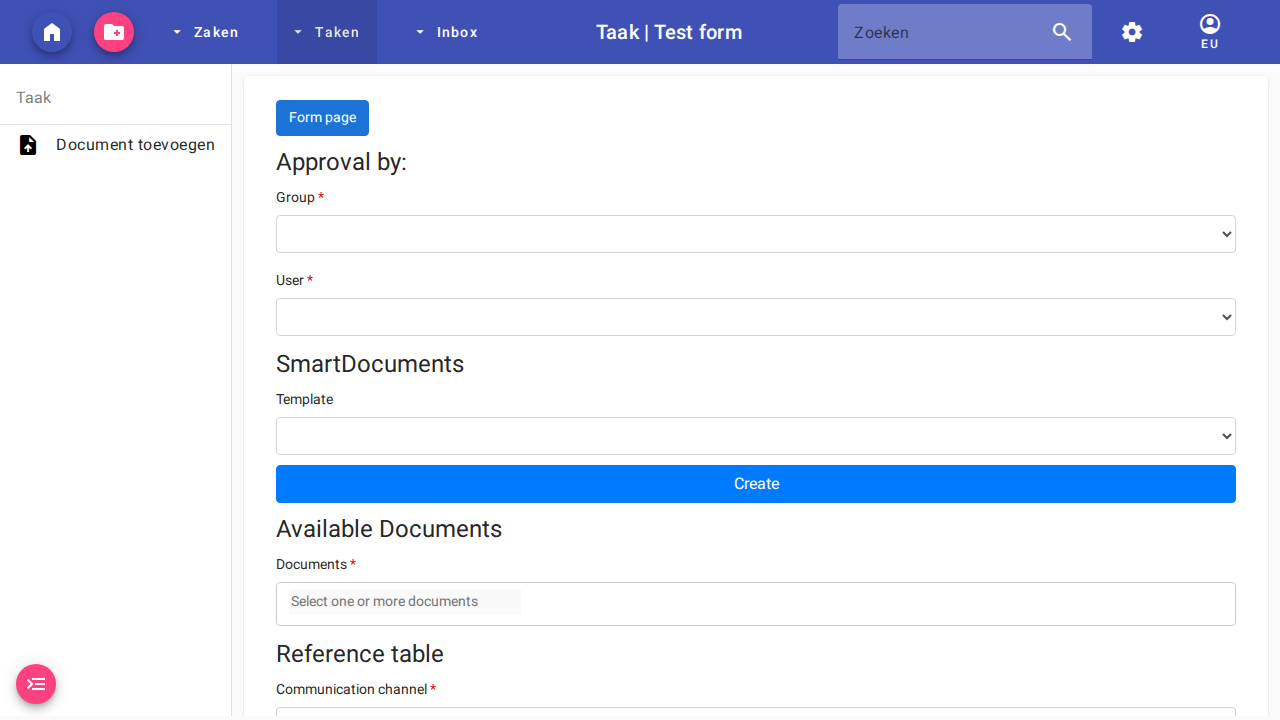 Zaken
Taken
Inbox
Taak | Test form
Zoeken
EU
Taak
Document toevoegen
Form page
Approval by:
Group *
User *
SmartDocuments
Template
Create
Available Documents
Documents *
Select one or more documents
Reference table
Communication channel *